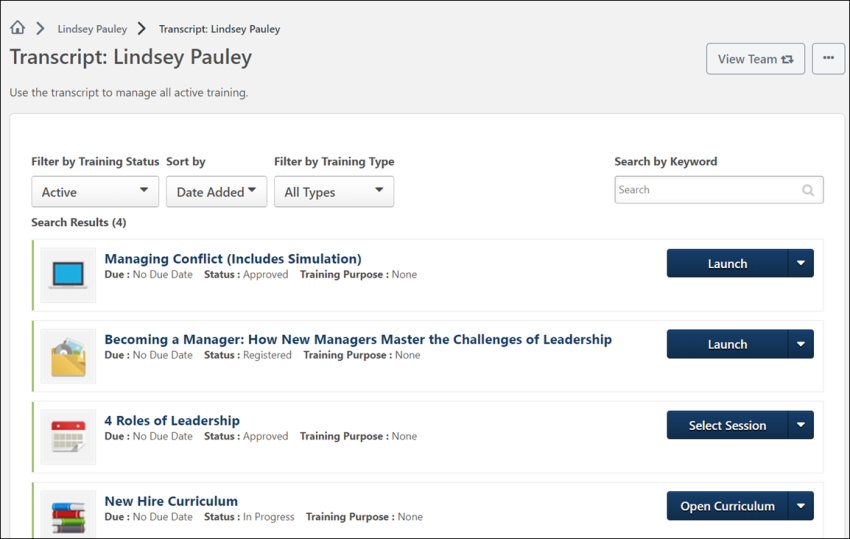 Lindsey Pauley Transcript: Lindsey Pauley
Transcript: Lindsey Pauley
View Team
Use the transcript to manage all active training.
Filter by Training Status Sort by Filter by Training Type Search by Keyword
Active Date Added All Types Search
Search Results (4)
Managing Conflict (Includes Simulation)
Due : No Due Date Status : Approved Training Purpose : None
Launch
Becoming a Manager: How New Managers Master the Challenges of Leadership
Due : No Due Date Status : Registered Training Purpose : None
Launch
4 Roles of Leadership
Due : No Due Date Status : Approved Training Purpose : None
Select Session
New Hire Curriculum
Due : No Due Date Status : In Progress Training Purpose : None
Open Curriculum